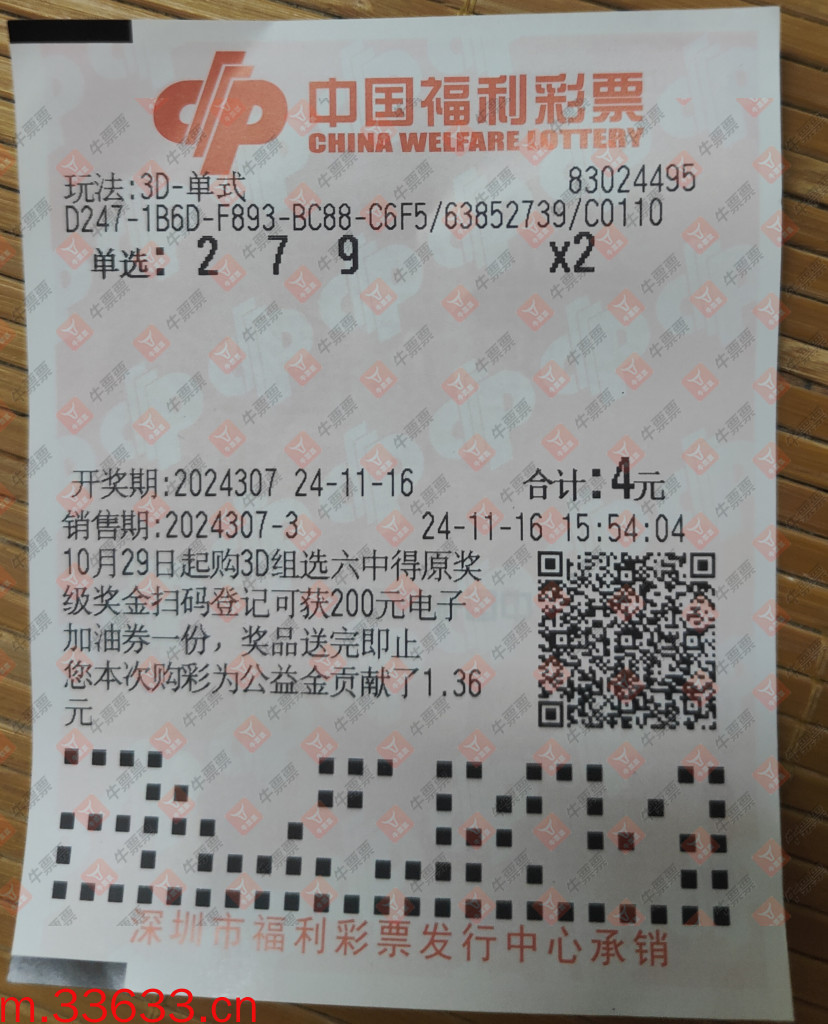 中国福利彩票
CHINA WELFARE LOTTERY
玩法:3D-单式 83024495
D247-1B6D-F893-BC88-C6F5/63852739/C0110
单选: 2 7 9 x2
开奖期:2024307 24-11-16 合计:4元
销售期:2024307-3 24-11-16 15:54:04
10月29日起购3D组选六中得原奖
级奖金扫码登记可获200元电子
加油券一份，奖品送完即止
您本次购彩为公益金贡献了1.36
元
深圳市福利彩票发行中心承销
m.33633.cn
牛票票